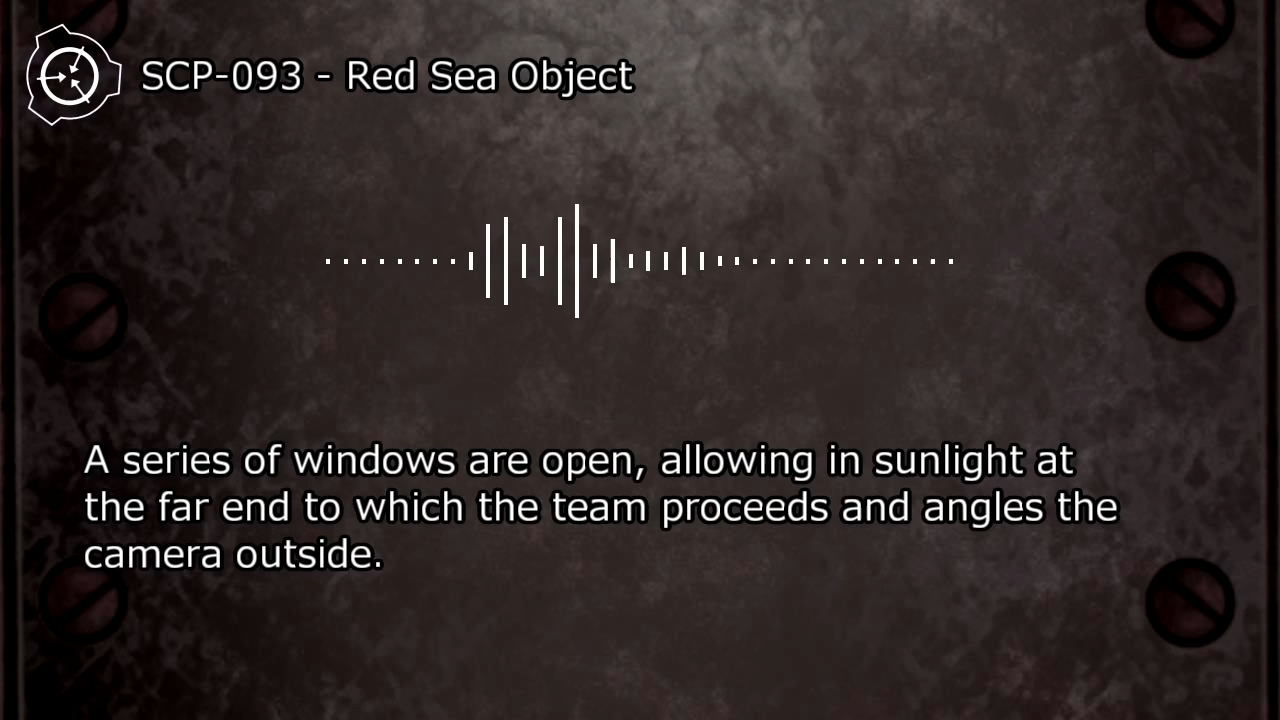 SCP-093 - Red Sea Object
A series of windows are open, allowing in sunlight at
the far end to which the team proceeds and angles the
camera outside.